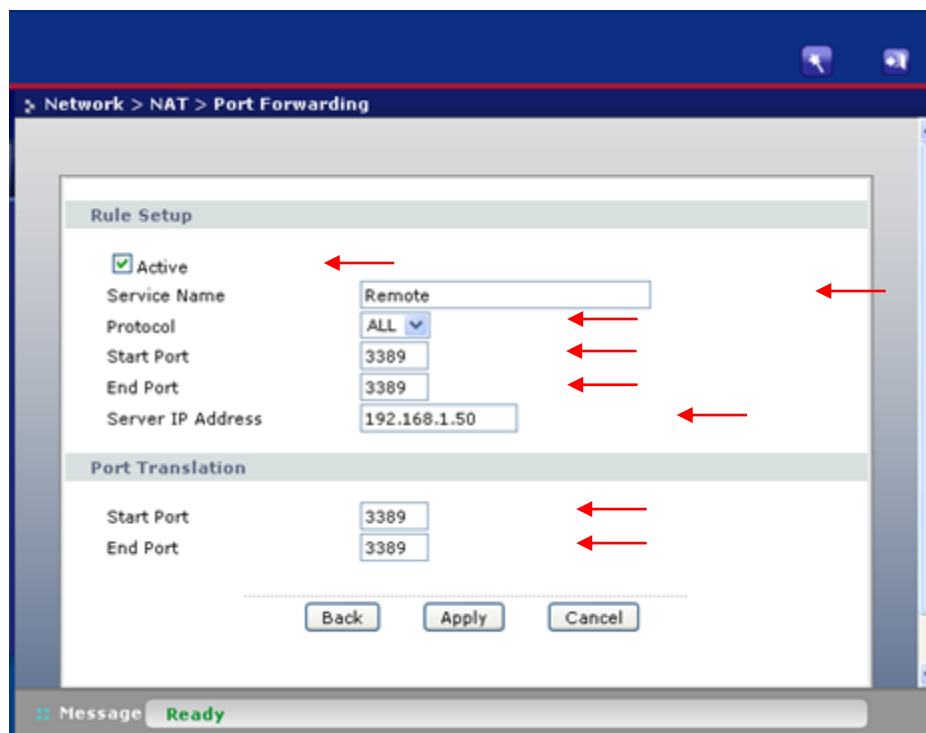 Network > NAT > Port Forwarding
Rule Setup
Active
Service Name Remote
Protocol ALL
Start Port 3389
End Port 3389
Server IP Address 192.168.1.50
Port Translation
Start Port 3389
End Port 3389
Back Apply Cancel
Message Ready